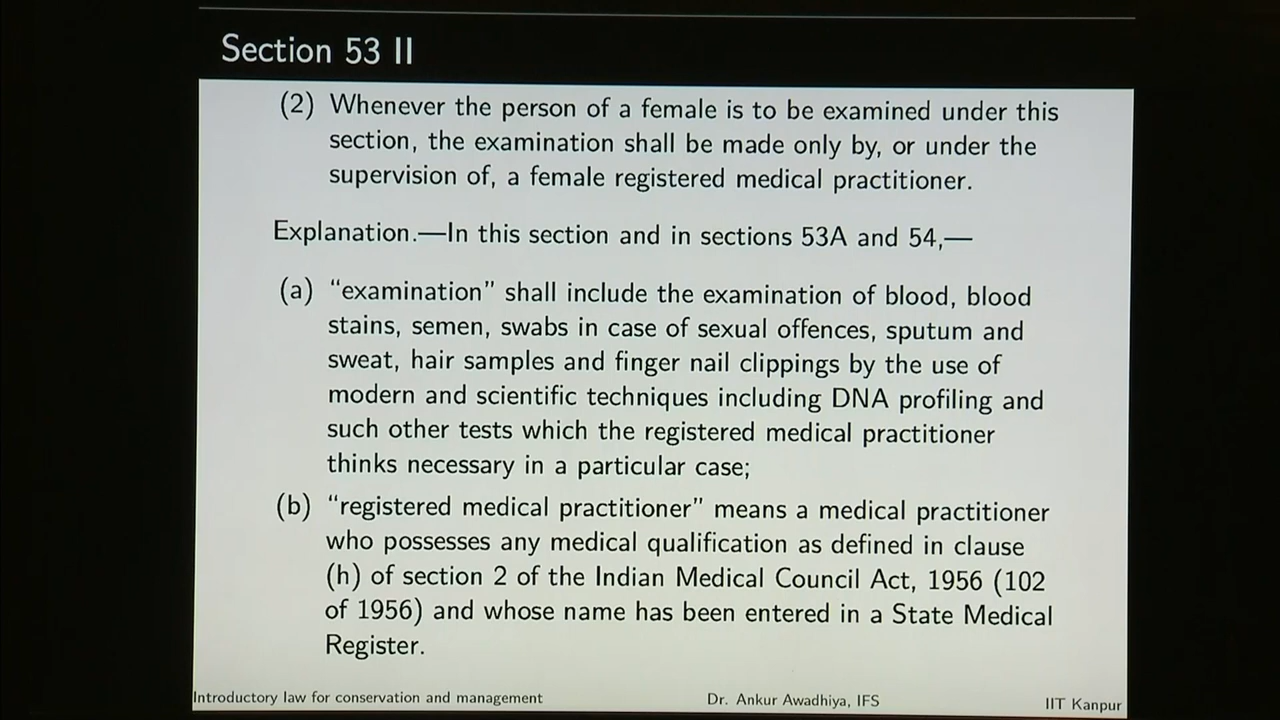 Section 53 II
(2) Whenever the person of a female is to be examined under this
section, the examination shall be made only by, or under the
supervision of, a female registered medical practitioner.
Explanation.—In this section and in sections 53A and 54,—
(a) “examination” shall include the examination of blood, blood
stains, semen, swabs in case of sexual offences, sputum and
sweat, hair samples and finger nail clippings by the use of
modern and scientific techniques including DNA profiling and
such other tests which the registered medical practitioner
thinks necessary in a particular case;
(b) “registered medical practitioner” means a medical practitioner
who possesses any medical qualification as defined in clause
(h) of section 2 of the Indian Medical Council Act, 1956 (102
of 1956) and whose name has been entered in a State Medical
Register.
Introductory law for conservation and management Dr. Ankur Awadhiya, IFS IIT Kanpur